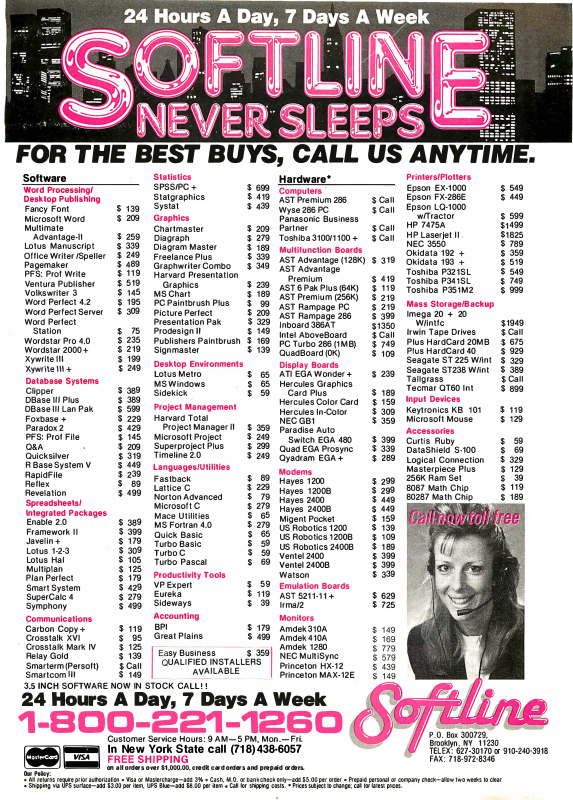 24 Hours A Day, 7 Days A Week
SOFTLINE
NEVER SLEEPS
FOR THE BEST BUYS, CALL US ANYTIME.
Software
Word Processing/
Desktop Publishing
Fancy Font $ 139
Microsoft Word $ 209
Multimate
Advantage-II $ 259
Lotus Manuscript $ 339
Office Writer /Speller $ 249
Pagemaker $ 489
PFS: Prof Write $ 119
Ventura Publisher $ 519
Volkswriter 3 $ 145
Word Perfect 4.2 $ 195
Word Perfect Server $ 309
Word Perfect
Station $ 75
Wordstar Pro 4.0 $ 235
Wordstar 2000+ $ 219
Xywrite III $ 199
Xywrite III + $ 249
Database Systems
Clipper $ 389
DBase III Plus $ 389
DBase III Lan Pak $ 599
Foxbase + $ 229
Paradox 2 $ 429
PFS: Prof File $ 145
Q&A $ 209
Quicksilver $ 319
R Base System V $ 449
RapidFile $ 239
Reflex $ 89
Revelation $ 499
Spreadsheets/
Integrated Packages
Enable 2.0 $ 389
Framework II $ 399
Javelin + $ 179
Lotus 1-2-3 $ 309
Lotus Hal $ 105
Multiplan $ 125
Plan Perfect $ 179
Smart System $ 429
SuperCalc 4 $ 279
Symphony $ 499
Communications
Carbon Copy + $ 119
Crosstalk XVI $ 95
Crosstalk Mark IV $ 125
Relay Gold $ 139
Smarterm (Persoft) $ Call
Smartcom III $ 149
Statistics
SPSS/PC + $ 699
Statgraphics $ 419
Systat $ 439
Graphics
Chartmaster $ 209
Diagraph $ 279
Diagram Master $ 189
Freelance Plus $ 339
Graphwriter Combo $ 349
Harvard Presentation
Graphics $ 239
MS Chart $ 189
PC Paintbrush Plus $ 99
Picture Perfect $ 209
Presentation Pak $ 329
Prodesign II $ 149
Publishers Paintbrush $ 169
Signmaster $ 139
Desktop Environments
Lotus Metro $ 65
MS Windows $ 65
Sidekick $ 59
Project Management
Harvard Total
Project Manager II $ 359
Microsoft Project $ 249
Superproject Plus $ 299
Timeline 2.0 $ 249
Languages/Utilities
Fastback $ 89
Lattice C $ 229
Norton Advanced $ 79
Microsoft C $ 279
Mace Utilities $ 65
MS Fortran 4.0 $ 279
Quick Basic $ 65
Turbo Basic $ 59
Turbo C $ 59
Turbo Pascal $ 69
Productivity Tools
VP Expert $ 59
Eureka $ 119
Sideways $ 39
Accounting
BPI $ 179
Great Plains $ 499
Easy Business $ 359
QUALIFIED INSTALLERS
AVAILABLE
Hardware*
Computers
AST Premium 286 $ Call
Wyse 286 PC $ Call
Panasonic Business
Partner $ Call
Toshiba 3100/1100 + $ Call
Multifunction Boards
AST Advantage (128K) $ 319
AST Advantage
Premium $ 419
AST 6 Pak Plus (64K) $ 119
AST Premium (256K) $ 219
AST Rampage PC $ 219
AST Rampage 286 $ 399
Inboard 386AT $1350
Intel AboveBoard $ Call
PC Turbo 286 (1MB) $ 749
QuadBoard (0K) $ 109
Display Boards
ATI EGA Wonder + $ 239
Hercules Graphics
Card Plus $ 189
Hercules Color Card $ 159
Hercules In-Color $ 309
NEC GB1 $ 359
Paradise Auto
Switch EGA 480 $ 399
Quad EGA Prosync $ 339
Qyadram EGA + $ 289
Modems
Hayes 1200 $ 299
Hayes 1200B $ 299
Hayes 2400 $ 449
Hayes 2400B $ 449
Migent Pocket $ 159
US Robotics 1200 $ 139
US Robotics 1200B $ 109
US Robotics 2400B $ 189
Ventel 2400 $ 399
Ventel 2400B $ 399
Watson $ 339
Emulation Boards
AST 5211-11 + $ 629
Irma/2 $ 725
Monitors
Amdek 310A $ 149
Amdek 410A $ 169
Amdek 1280 $ 779
NEC MultiSync $ 579
Princeton HX-12 $ 439
Princeton MAX-12E $ 149
Printers/Plotters
Epson EX-1000 $ 549
Epson FX-286E $ 449
Epson LQ-1000
w/Tractor $ 599
HP 7475A $1499
HP Laserjet II $1825
NEC 3550 $ 789
Okidata 192 + $ 359
Okidata 193 + $ 519
Toshiba P321SL $ 549
Toshiba P341SL $ 749
Toshiba P351M2 $ 999
Mass Storage/Backup
Imega 20 + 20
W/intfc $1949
Irwin Tape Drives $ Call
Plus HardCard 20MB $ 675
Plus HardCard 40 $ 929
Seagate ST 225 W/int $ 329
Seagate ST238 W/int $ 389
Tallgrass $ Call
Tecmar QT60 Int $ 899
Input Devices
Keytronics KB 101 $ 119
Microsoft Mouse $ 129
Accessories
Curtis Ruby $ 59
DataShield S-100 $ 69
Logical Connection $ 329
Masterpiece Plus $ 129
256K Ram Set $ 39
8087 Math Chip $ 119
80287 Math Chip $ 189
Call now toll free
3.5 INCH SOFTWARE NOW IN STOCK CALL!!
24 Hours A Day, 7 Days A Week
1-800-221-1260
Customer Service Hours: 9 AM–5 PM, Mon.–Fri.
In New York State call (718) 438-6057
FREE SHIPPING
on all orders over $1,000.00, credit card orders and prepaid orders.
MasterCard
VISA
Softline
P.O. Box 300729,
Brooklyn, NY 11230
TELEX: 627-30170 or 910-240-3918
FAX: 718-972-8346
Our Policy:
• All returns require prior authorization • Visa or Mastercharge—add 3% • Cash, M.O. or bank check only—add $5.00 per order • Prepaid personal or company check—allow two weeks to clear
• Shipping via UPS surface—add $3.00 per item, UPS Blue—add $8.00 per item • Call for shipping costs. * Prices subject to change; call for latest prices.